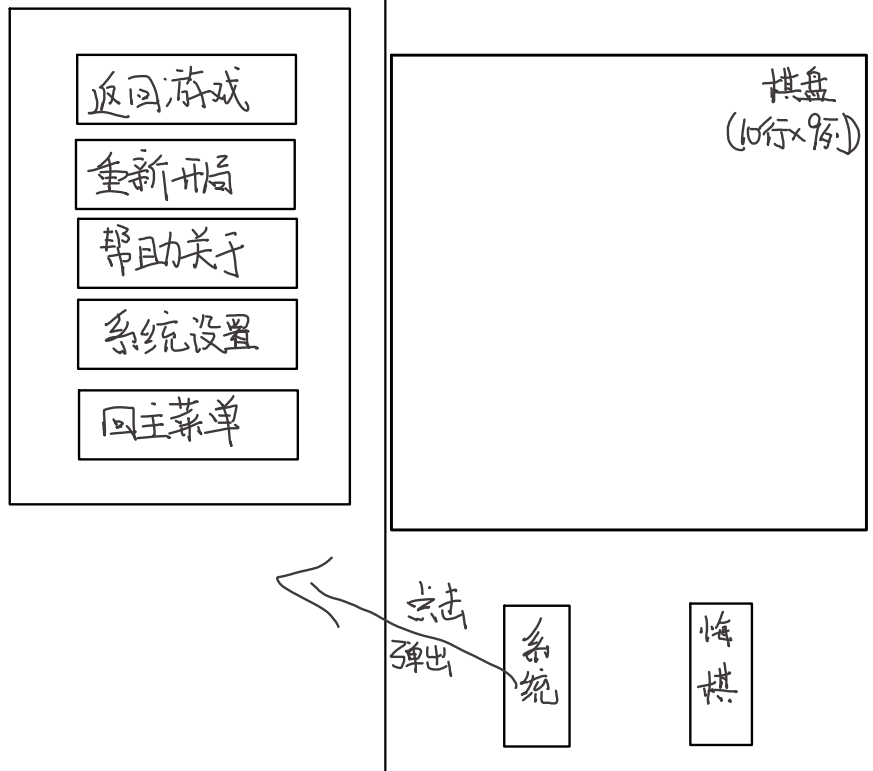 返回游戏
重新开局
帮助关于
系统设置
回主菜单
棋盘
(10行×9列)
点击
弹出
系统
悔棋